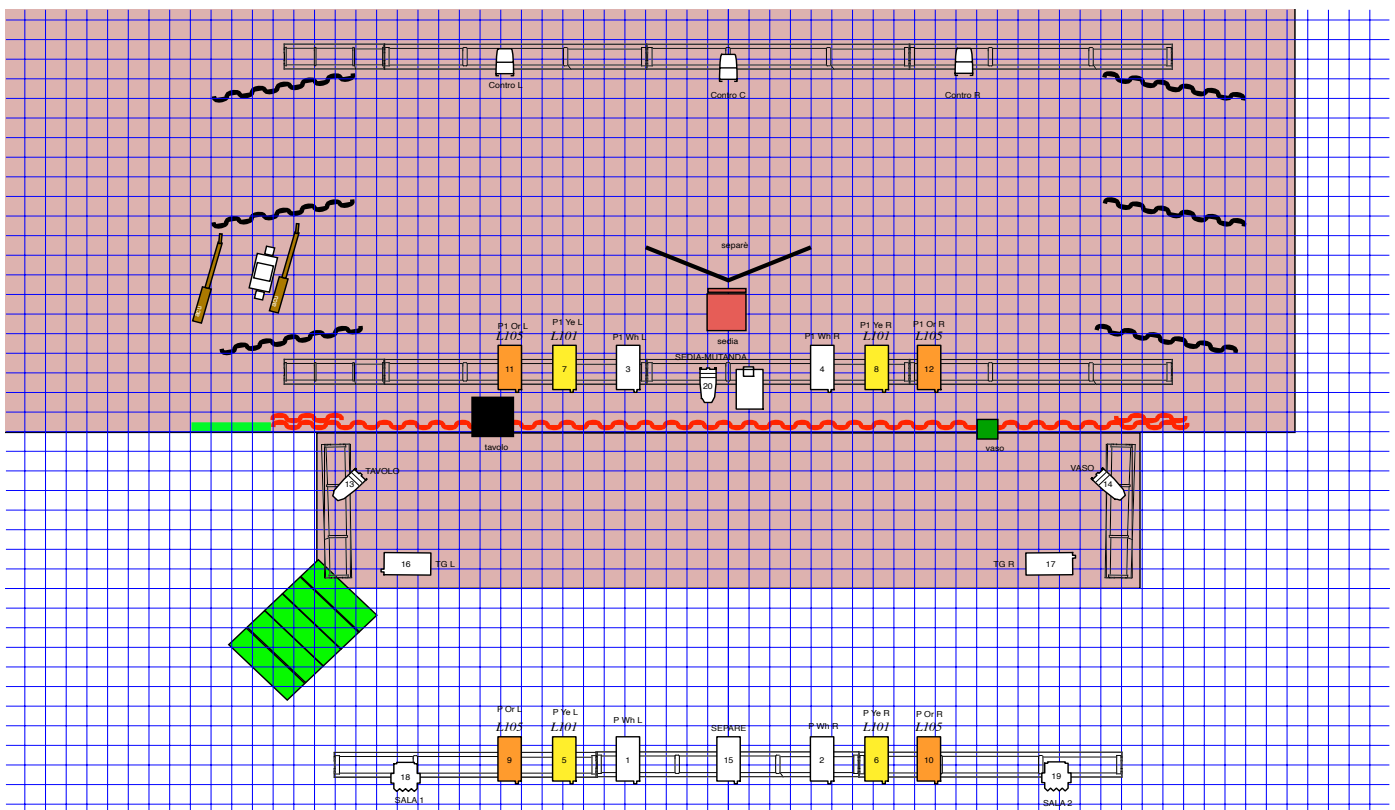 Contro L
Contro C
Contro R
separè
sedia
P1 Or L
L105
P1 Ye L
L101
P1 Wh L
SEDIA-MUTANDA
P1 Wh R
P1 Ye R
L101
P1 Or R
L105
11
7
3
20
4
8
12
tavolo
vaso
TAVOLO
13
VASO
14
16
TG L
TG R
17
P Or L
L105
P Ye L
L101
P Wh L
SEPARE
P Wh R
P Ye R
L101
P Or R
L105
9
5
1
15
2
6
10
18
19
SALA 1
SALA 2